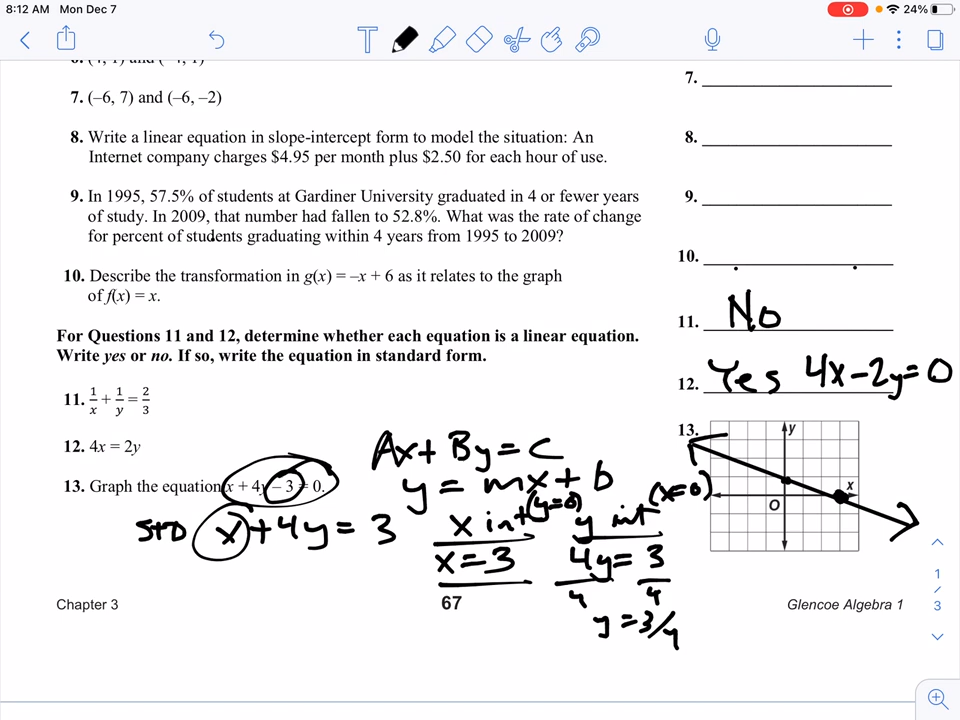 8:12 AM Mon Dec 7
24%
7. (–6, 7) and (–6, –2)
8. Write a linear equation in slope-intercept form to model the situation: An
Internet company charges $4.95 per month plus $2.50 for each hour of use.
9. In 1995, 57.5% of students at Gardiner University graduated in 4 or fewer years
of study. In 2009, that number had fallen to 52.8%. What was the rate of change
for percent of students graduating within 4 years from 1995 to 2009?
10. Describe the transformation in g(x) = –x + 6 as it relates to the graph
of f(x) = x.
For Questions 11 and 12, determine whether each equation is a linear equation.
Write yes or no. If so, write the equation in standard form.
11. 1/x + 1/y = 2/3
12. 4x = 2y
13. Graph the equation x + 4y – 3 = 0.
Ax + By = C
y = mx + b
STD x + 4y = 3
x int (y=0)
x = 3
y int (x=0)
4y = 3
4 4
y = 3/4
7.
8.
9.
10.
11. No
12. Yes 4x – 2y = 0
13.
y
x
O
Chapter 3
67
Glencoe Algebra 1
1
/
3